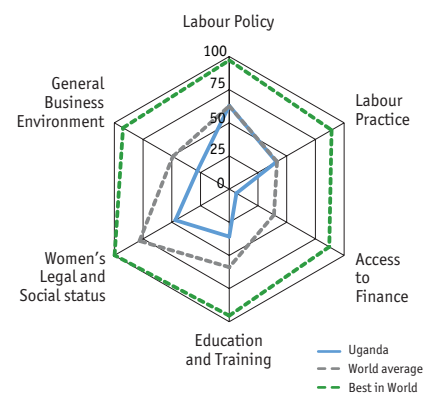 Labour Policy
100
75
50
25
0
General
Business
Environment
Labour
Practice
Women's
Legal and
Social status
Access
to
Finance
Education
and Training
Uganda
World average
Best in World